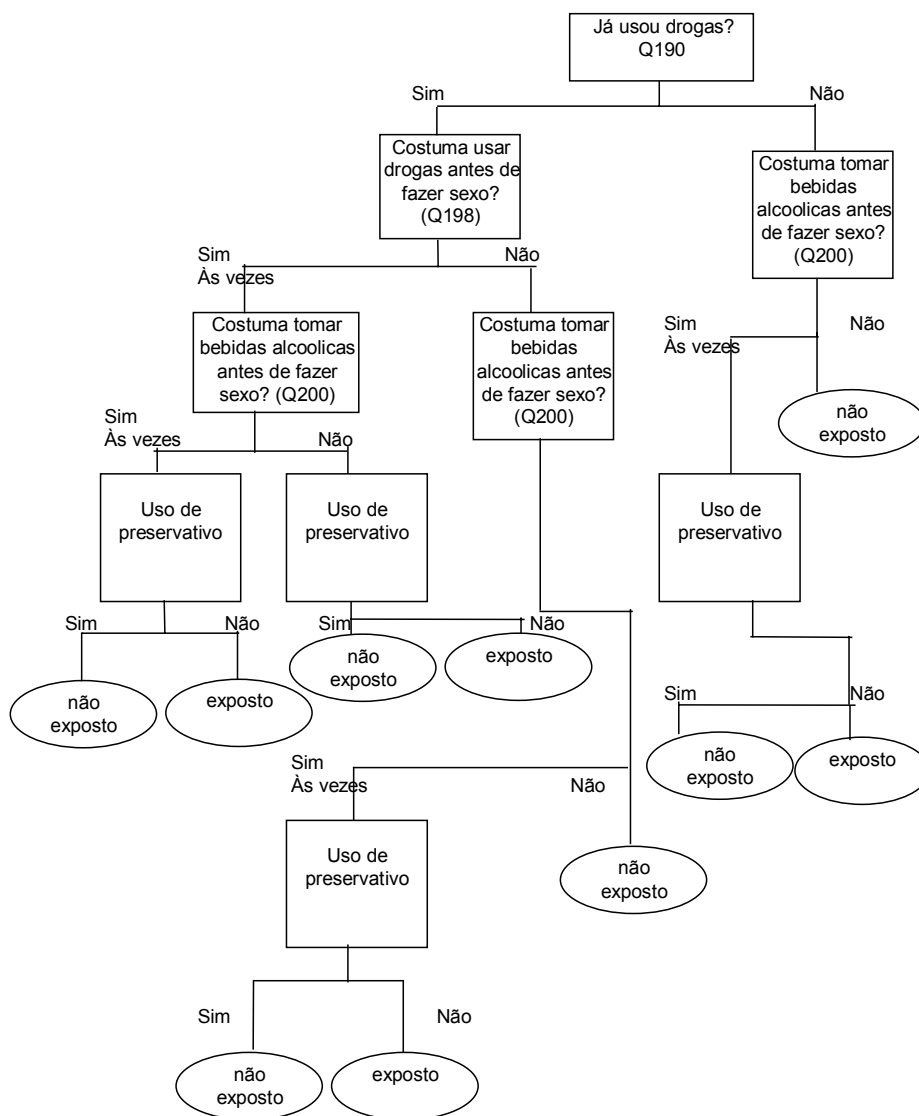 Já usou drogas?
Q190
Sim
Não
Costuma usar
drogas antes de
fazer sexo?
(Q198)
Costuma tomar
bebidas
alcoolicas antes
de fazer sexo?
(Q200)
Sim
Às vezes
Não
Sim
Às vezes
Não
Costuma tomar
bebidas alcoolicas
antes de fazer
sexo? (Q200)
Costuma tomar
bebidas
alcoolicas antes
de fazer sexo?
(Q200)
não
exposto
Sim
Às vezes
Não
Uso de
preservativo
Uso de
preservativo
Uso de
preservativo
Sim
Não
Sim
Não
não
exposto
exposto
não
exposto
exposto
Sim
Não
não
exposto
exposto
Sim
Às vezes
Não
Uso de
preservativo
não
exposto
Sim
Não
não
exposto
exposto